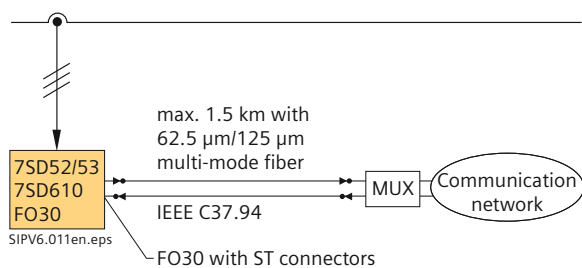 max. 1.5 km with
62.5 µm/125 µm
multi-mode fiber
7SD52/53
7SD610
FO30
MUX
Communication
network
IEEE C37.94
SIPV6.011en.eps
FO30 with ST connectors